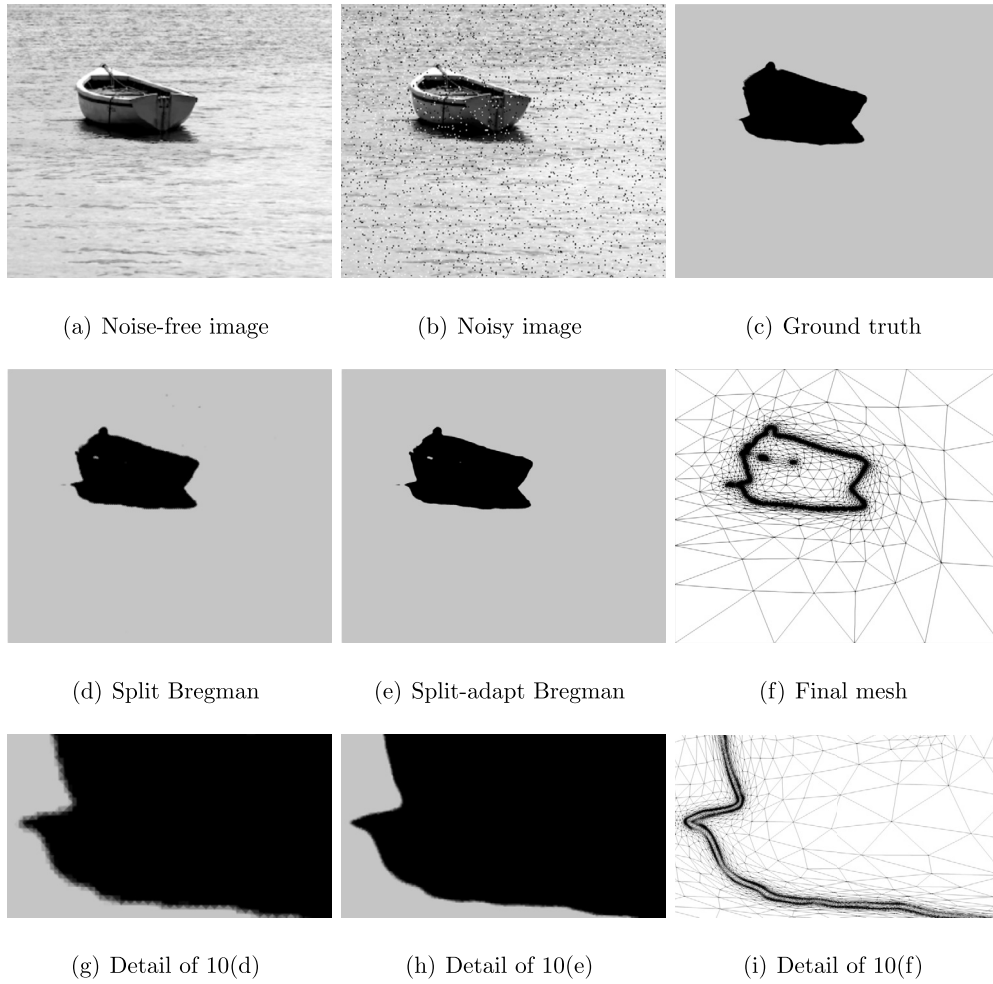 (a) Noise-free image
(b) Noisy image
(c) Ground truth
(d) Split Bregman
(e) Split-adapt Bregman
(f) Final mesh
(g) Detail of 10(d)
(h) Detail of 10(e)
(i) Detail of 10(f)